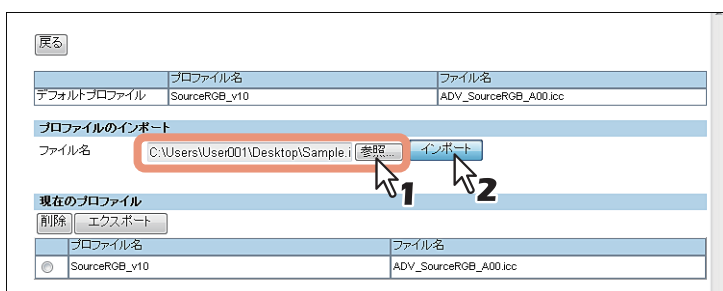 戻る
プロファイル名 ファイル名
デフォルトプロファイル SourceRGB_v10 ADV_SourceRGB_A00.icc
プロファイルのインポート
ファイル名 C:\Users\User001\Desktop\Sample.i 参照... インポート
1 2
現在のプロファイル
削除 エクスポート
プロファイル名 ファイル名
SourceRGB_v10 ADV_SourceRGB_A00.icc